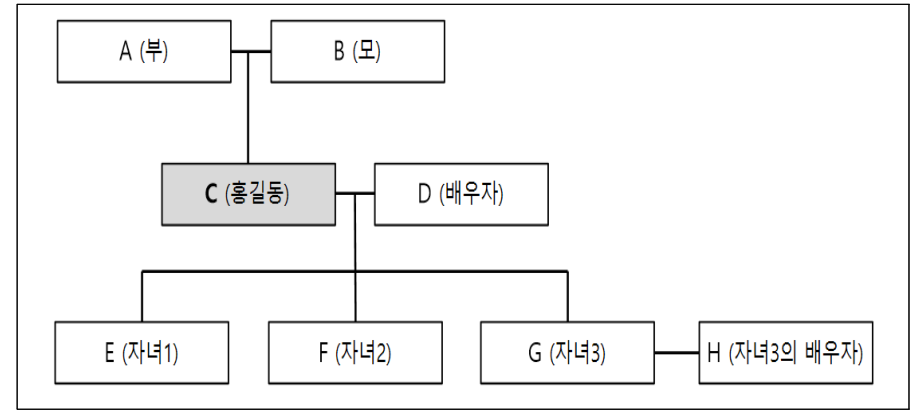 A (부)
B (모)
C (홍길동)
D (배우자)
E (자녀1)
F (자녀2)
G (자녀3)
H (자녀3의 배우자)